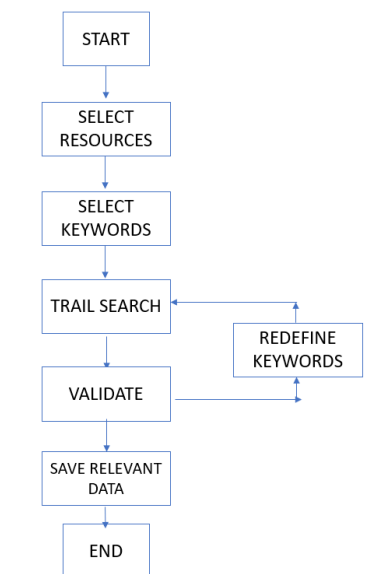 START
SELECT
RESOURCES
SELECT
KEYWORDS
TRAIL SEARCH
REDEFINE
KEYWORDS
VALIDATE
SAVE RELEVANT
DATA
END